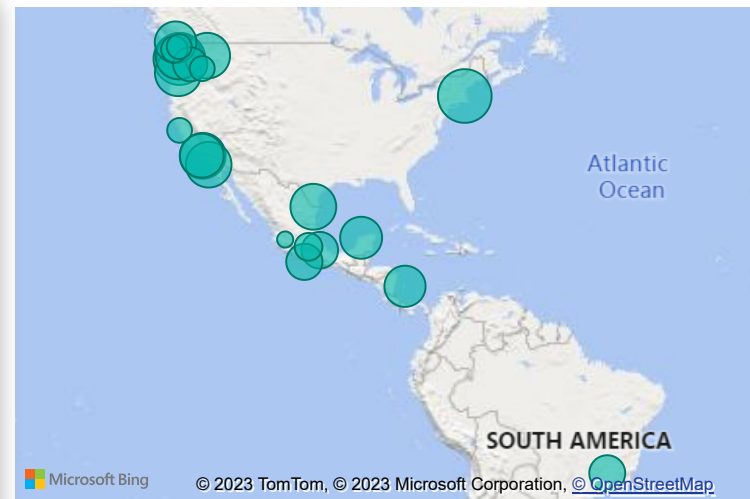 Atlantic
Ocean
SOUTH AMERICA
Microsoft Bing
© 2023 TomTom, © 2023 Microsoft Corporation, © OpenStreetMap